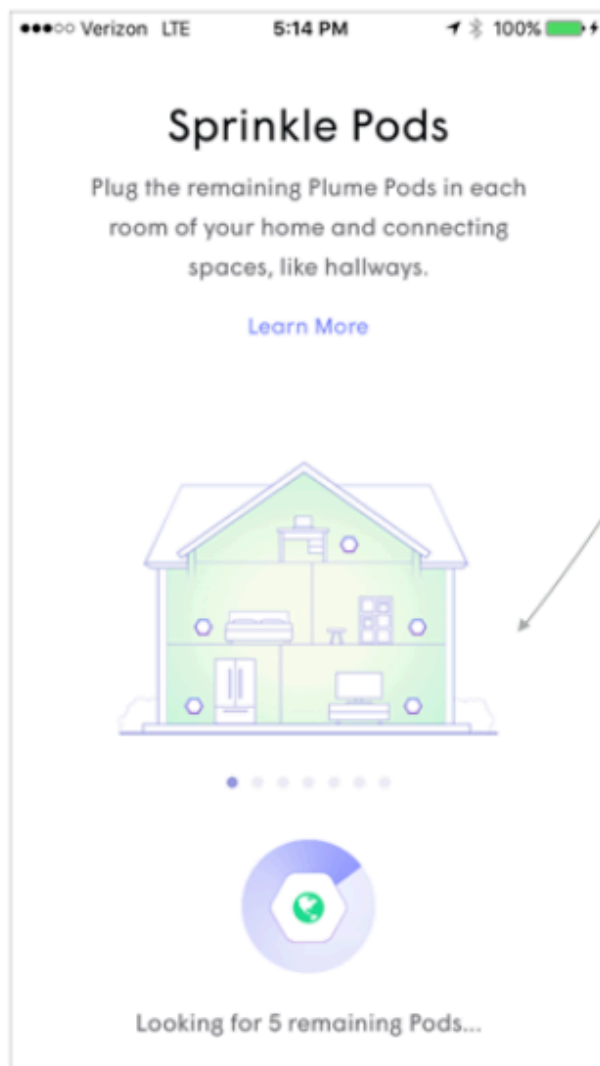 ●●●○○ Verizon LTE 5:14 PM 100%
Sprinkle Pods
Plug the remaining Plume Pods in each
room of your home and connecting
spaces, like hallways.
Learn More
Looking for 5 remaining Pods...